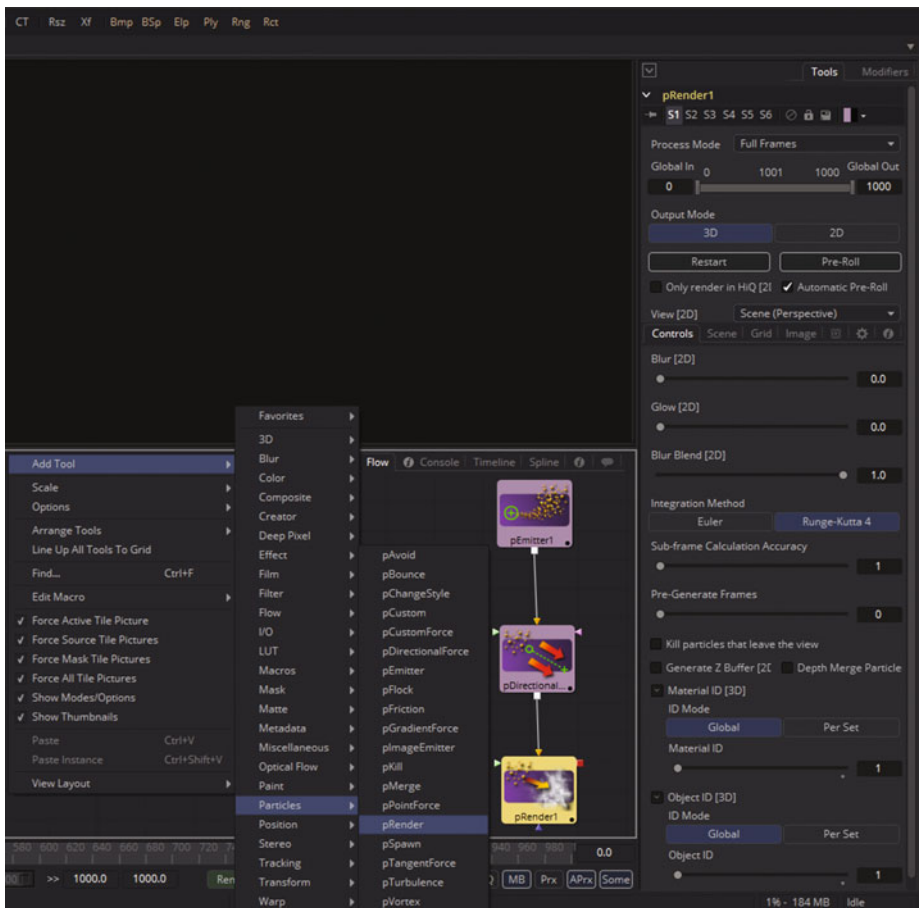 CT Rsz Xf Bmp BSp Elp Ply Rng Rct
Tools Modifiers
pRender1
S1 S2 S3 S4 S5 S6
Process Mode Full Frames
Global In 0 1001 1000 Global Out
0 1000
Output Mode
3D 2D
Restart Pre-Roll
Only render in HiQ [2I Automatic Pre-Roll
View [2D] Scene (Perspective)
Controls Scene Grid Image
Blur [2D]
0.0
Glow [2D]
0.0
Blur Blend [2D]
1.0
Integration Method
Euler Runge-Kutta 4
Sub-frame Calculation Accuracy
1
Pre-Generate Frames
0
Kill particles that leave the view
Generate Z Buffer [2I Depth Merge Particle
Material ID [3D]
ID Mode
Global Per Set
Material ID
1
Object ID [3D]
ID Mode
Global Per Set
Object ID
1
1% - 184 MB Idle
Add Tool
Scale
Options
Arrange Tools
Line Up All Tools To Grid
Find... Ctrl+F
Edit Macro
Force Active Tile Picture
Force Source Tile Pictures
Force Mask Tile Pictures
Force All Tile Pictures
Show Modes/Options
Show Thumbnails
Paste Ctrl+V
Paste Instance Ctrl+Shift+V
View Layout
Favorites
3D
Blur
Color
Composite
Creator
Deep Pixel
Effect
Film
Filter
Flow
I/O
LUT
Macros
Mask
Matte
Metadata
Miscellaneous
Optical Flow
Paint
Particles
Position
Stereo
Tracking
Transform
Warp
pAvoid
pBounce
pChangeStyle
pCustom
pCustomForce
pDirectionalForce
pEmitter
pFlock
pFriction
pGradientForce
pImageEmitter
pKill
pMerge
pPointForce
pRender
pSpawn
pTangentForce
pTurbulence
pVortex
Flow Console Timeline Spline
pEmitter1
pDirectional...
pRender1
580 600 620 640 660 680 700 720 940 960 980 0.0
>> 1000.0 1000.0 Ren MB Prx APrx Some